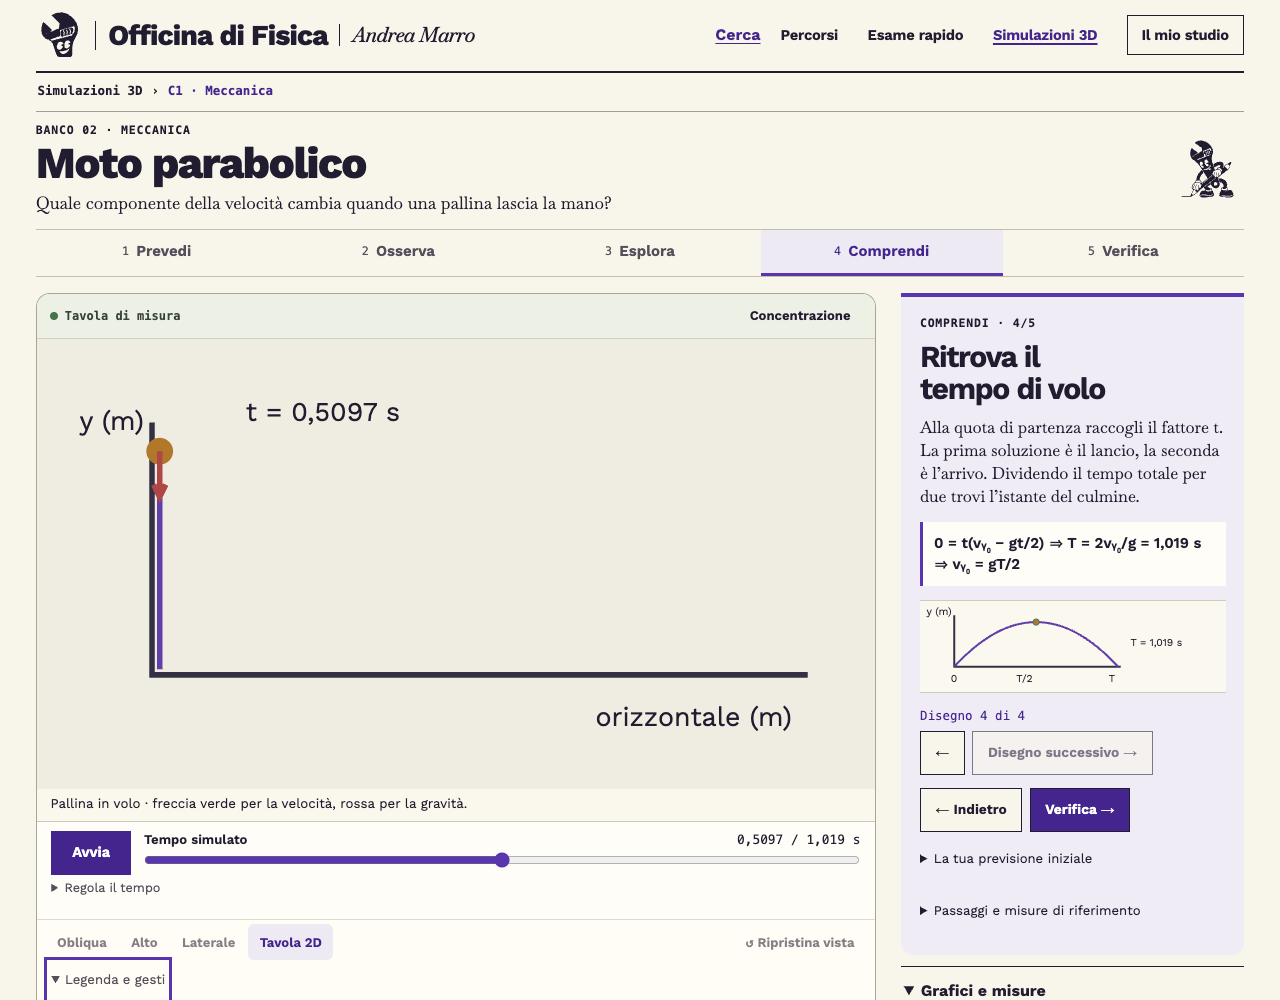 Officina di Fisica
Andrea Marro
Cerca
Percorsi
Esame rapido
Simulazioni 3D
Il mio studio
Simulazioni 3D › C1 · Meccanica
BANCO 02 · MECCANICA
Moto parabolico
Quale componente della velocità cambia quando una pallina lascia la mano?
1 Prevedi
2 Osserva
3 Esplora
4 Comprendi
5 Verifica
Tavola di misura
Concentrazione
y (m)
t = 0,5097 s
orizzontale (m)
Pallina in volo · freccia verde per la velocità, rossa per la gravità.
Avvia
Tempo simulato
0,5097 / 1,019 s
▶ Regola il tempo
Obliqua
Alto
Laterale
Tavola 2D
↺ Ripristina vista
▼ Legenda e gesti
COMPRENDI · 4/5
Ritrova il
tempo di volo
Alla quota di partenza raccogli il fattore t.
La prima soluzione è il lancio, la seconda
è l’arrivo. Dividendo il tempo totale per
due trovi l’istante del culmine.
0 = t(vᵧ₀ − gt/2) ⇒ T = 2vᵧ₀/g = 1,019 s
⇒ vᵧ₀ = gT/2
y (m)
T = 1,019 s
0
T/2
T
Disegno 4 di 4
←
Disegno successivo →
← Indietro
Verifica →
▶ La tua previsione iniziale
▶ Passaggi e misure di riferimento
▼ Grafici e misure